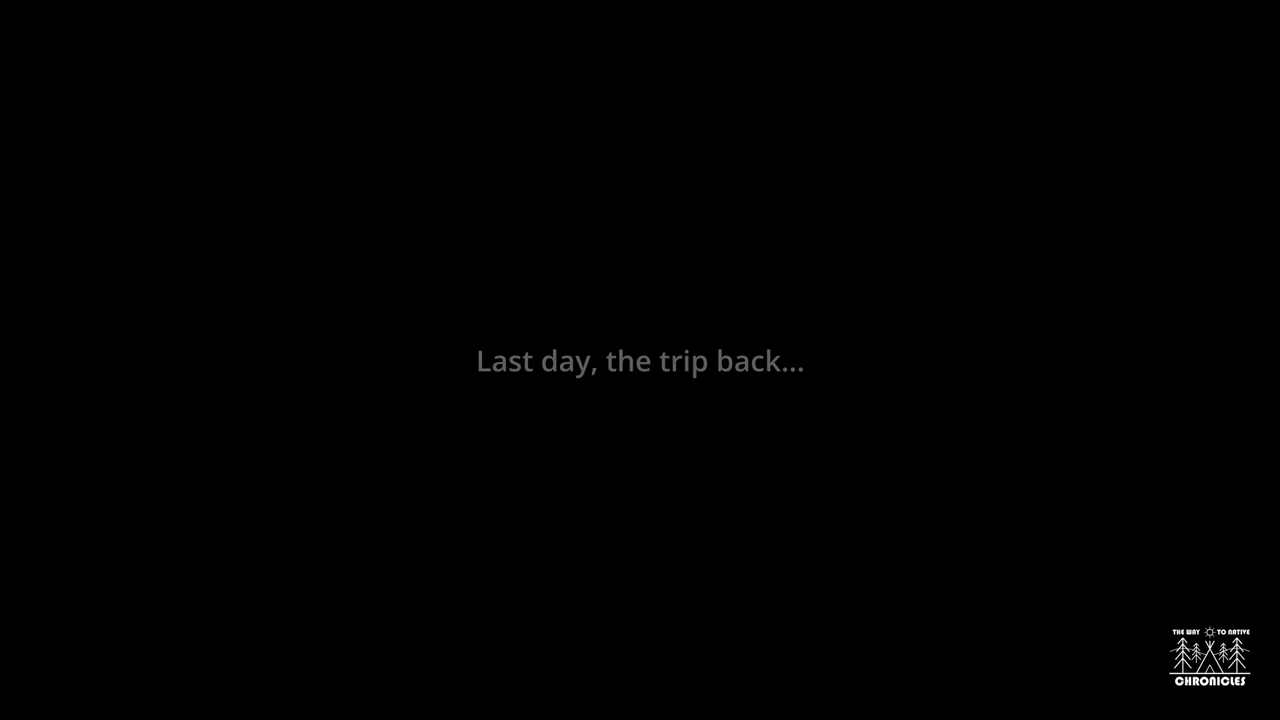 Last day, the trip back...
THE WAY TO NATIVE
CHRONICLES